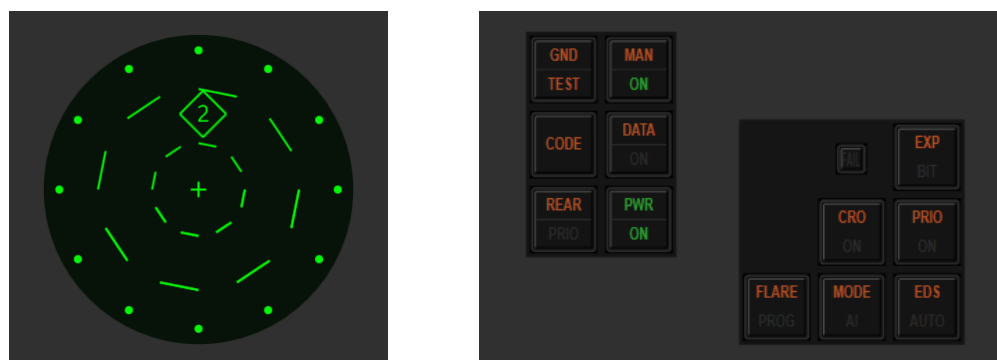 2
GND
TEST
MAN
ON
CODE
DATA
ON
REAR
PRIO
PWR
ON
FAIL
EXP
BIT
CRO
ON
PRIO
ON
FLARE
PROG
MODE
AI
EDS
AUTO